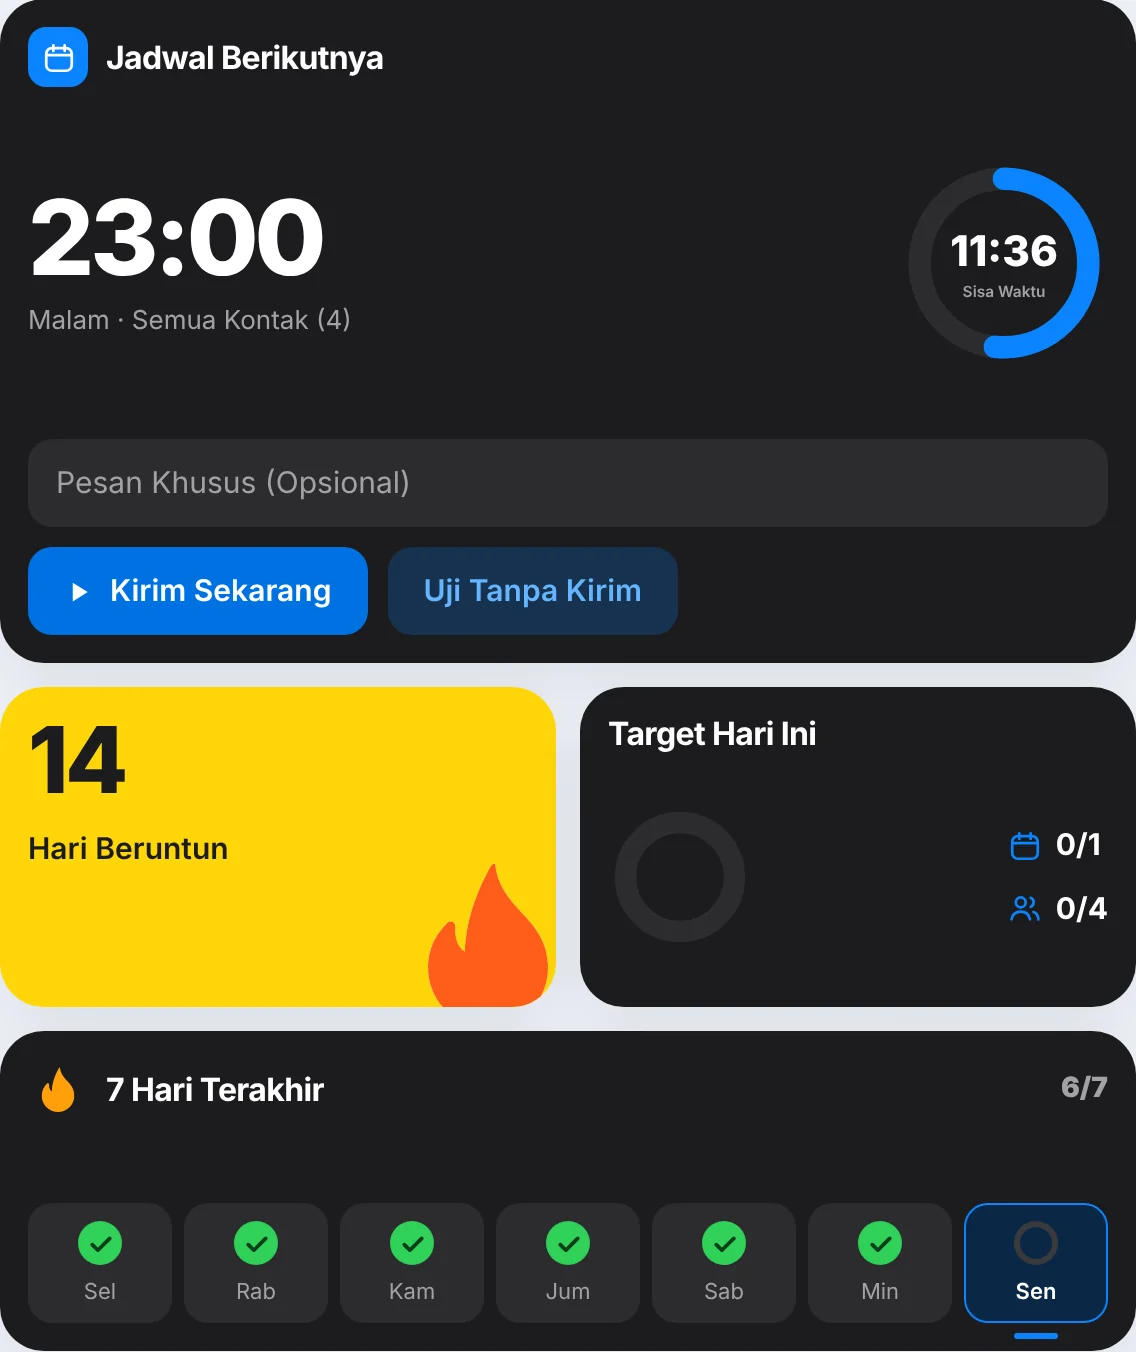 Jadwal Berikutnya
23:00
Malam · Semua Kontak (4)
11:36
Sisa Waktu
Pesan Khusus (Opsional)
Kirim Sekarang
Uji Tanpa Kirim
14
Hari Beruntun
Target Hari Ini
0/1
0/4
7 Hari Terakhir
6/7
Sel
Rab
Kam
Jum
Sab
Min
Sen